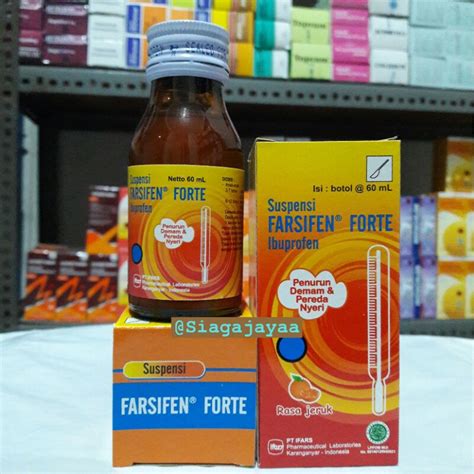 Netto 60 mL
Suspensi
FARSIFEN® FORTE
Ibuprofen
Penurun
Demam &
Pereda
Nyeri
PT IFARS
Pharmaceutical Laboratories
Karanganyar - Indonesia
@Siagajayaa
Suspensi
FARSIFEN FORTE
Isi : botol @ 60 mL
Suspensi
FARSIFEN® FORTE
Ibuprofen
Penurun
Demam &
Pereda
Nyeri
Rasa jeruk
PT IFARS
Pharmaceutical Laboratories
Karanganyar - Indonesia